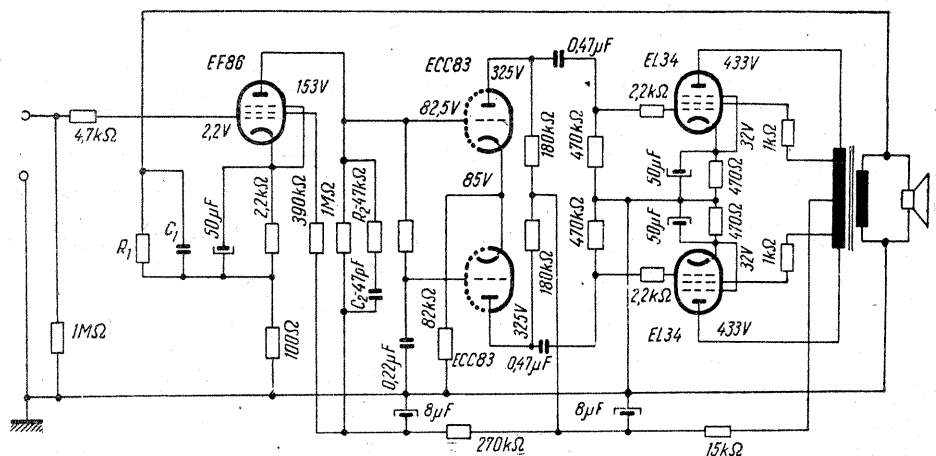 0,47µF
EF86
ECC83
EL34
433V
325V
153V
2,2kΩ
82,5V
4,7kΩ
2,2V
32V
1kΩ
180kΩ
470kΩ
50µF
470Ω
2,2kΩ
390kΩ
1MΩ
R₂-47kΩ
85V
50µF
C₁
R₁
50µF
470kΩ
180kΩ
470Ω
32V
1kΩ
C₂-47pF
82kΩ
2,2kΩ
1MΩ
100Ω
0,22µF
325V
EL34
433V
ECC83
0,47µF
8µF
8µF
270kΩ
15kΩ